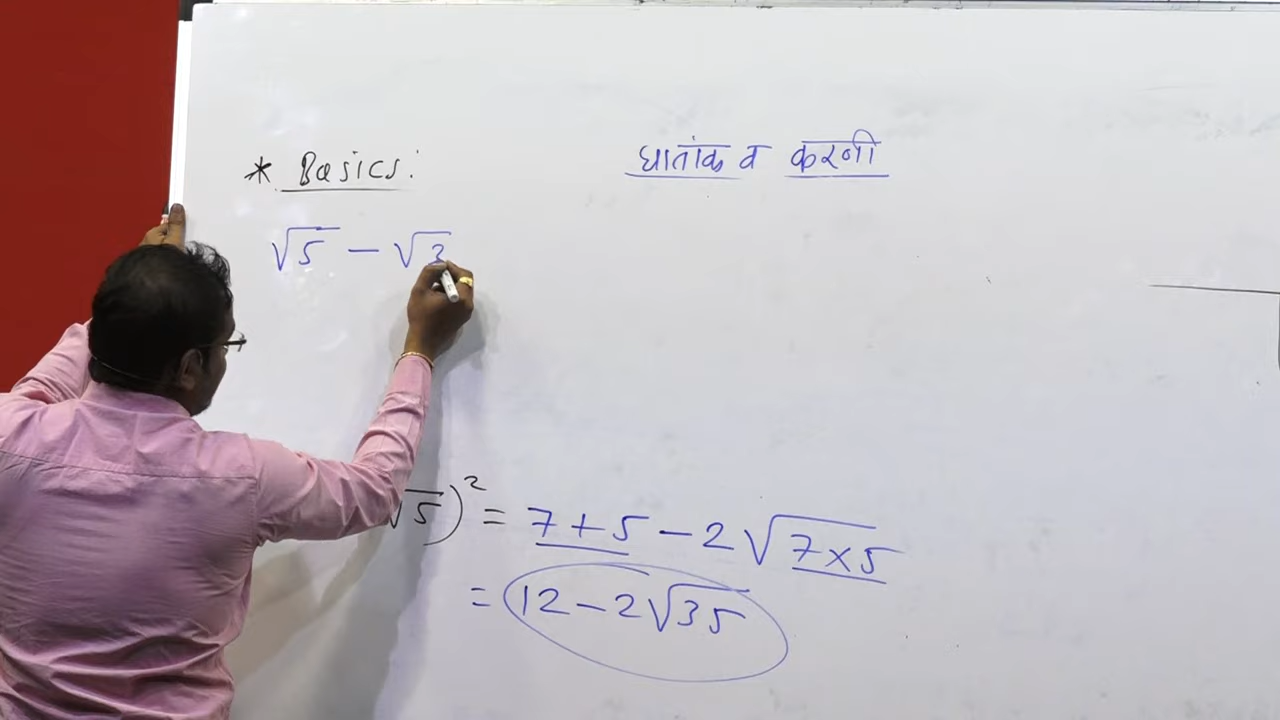 घातांक व करणी
* Basics:
√5 - √3
√5)² = 7+5 - 2√7×5
= 12 - 2√35